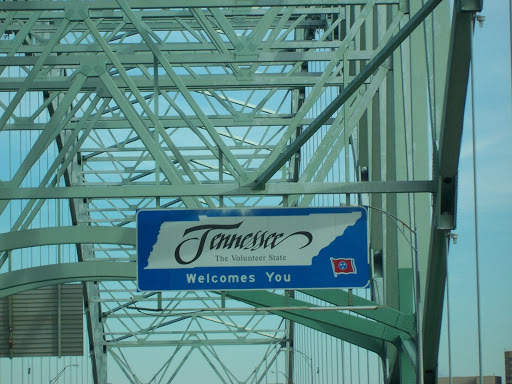 Tennessee
The Volunteer State
Welcomes You